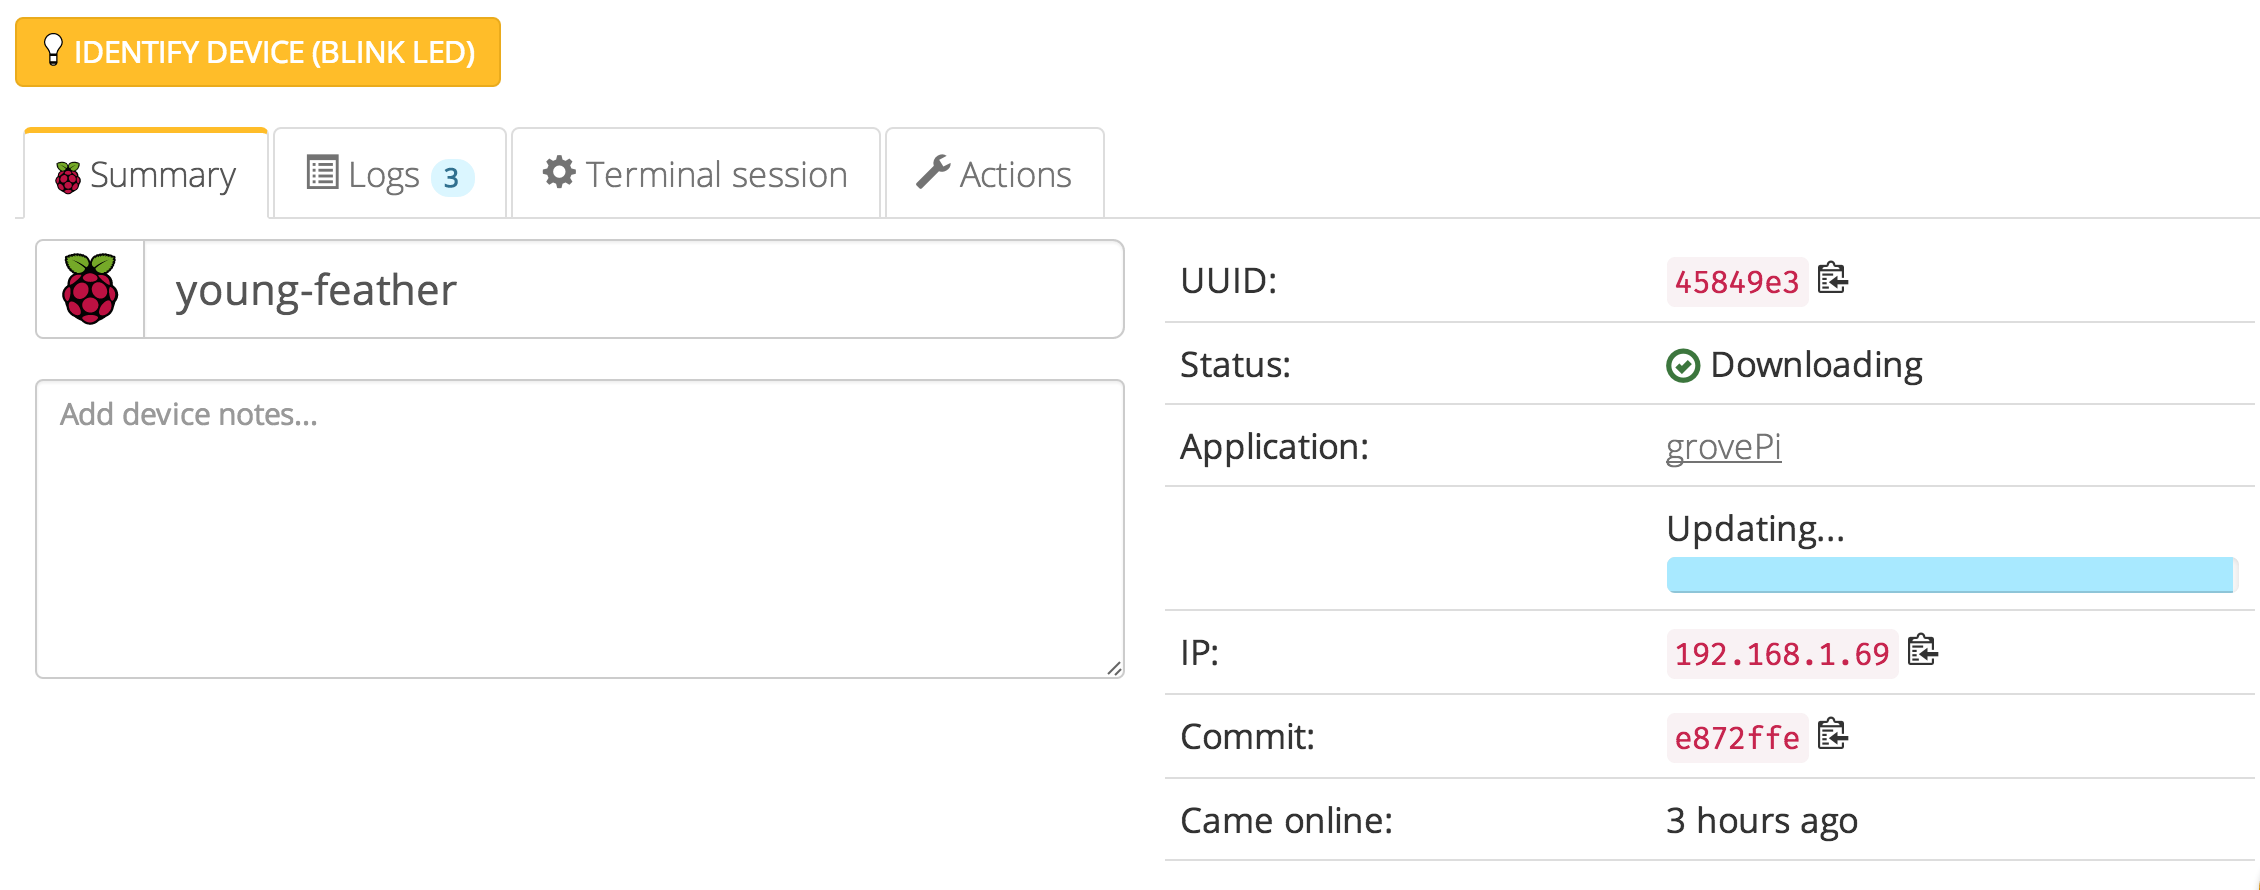 IDENTIFY DEVICE (BLINK LED)
Summary
Logs 3
Terminal session
Actions
young-feather
Add device notes...
UUID: 45849e3
Status: Downloading
Application: grovePi
Updating...
IP: 192.168.1.69
Commit: e872ffe
Came online: 3 hours ago